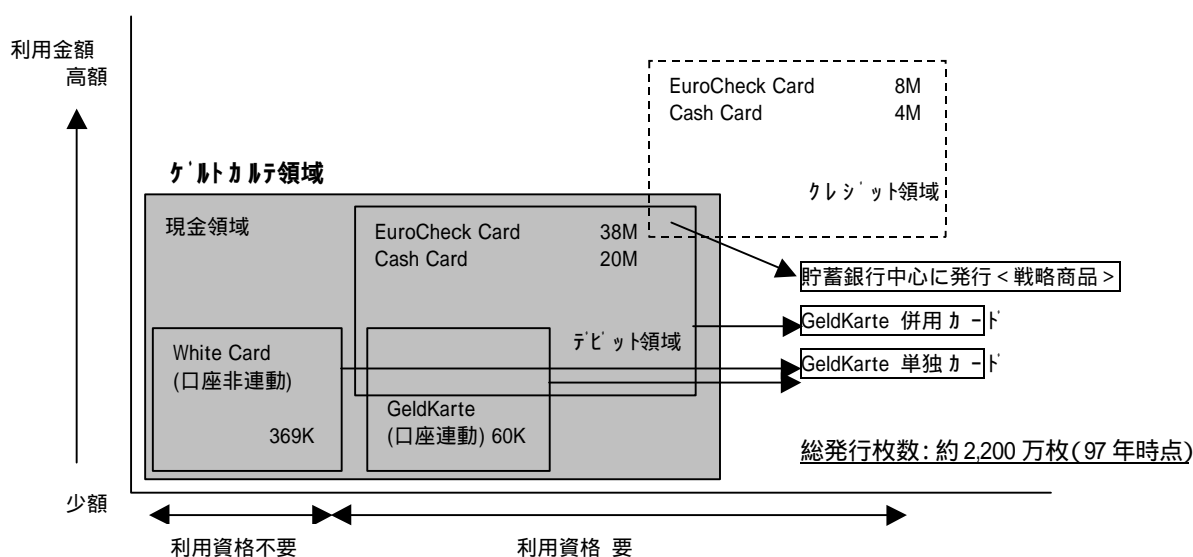 利用金額
高額
EuroCheck Card 8M
Cash Card 4M
クレジット領域
ゲルトカルテ領域
現金領域
EuroCheck Card 38M
Cash Card 20M
デビット領域
貯蓄銀行中心に発行<戦略商品>
GeldKarte 併用カード
GeldKarte 単独カード
White Card
(口座非連動)
369K
GeldKarte
(口座連動) 60K
総発行枚数:約2,200万枚(97年時点)
少額
利用資格不要
利用資格 要